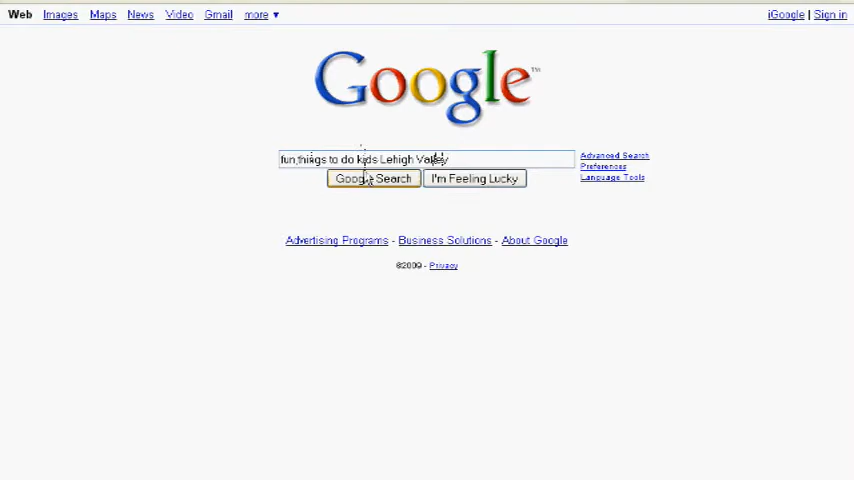 Web Images Maps News Video Gmail more ▼ iGoogle | Sign in
Google™
fun things to do kids Lehigh Valley Advanced Search
Preferences
Google Search I'm Feeling Lucky Language Tools
Advertising Programs - Business Solutions - About Google
©2009 - Privacy